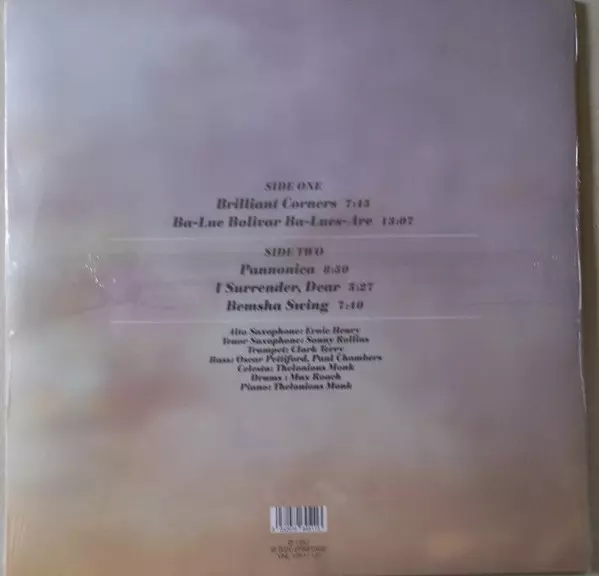 SIDE ONE
Brilliant Corners 7:43
Ba-Lue Bolivar Ba-Lues-Are 13:07
SIDE TWO
Pannonica 8:50
I Surrender, Dear 5:27
Bemsha Swing 7:40
Alto Saxophone: Ernie Henry
Tenor Saxophone: Sonny Rollins
Trumpet: Clark Terry
Bass: Oscar Pettiford, Paul Chambers
Celesta: Thelonious Monk
Drums : Max Roach
Piano: Thelonious Monk